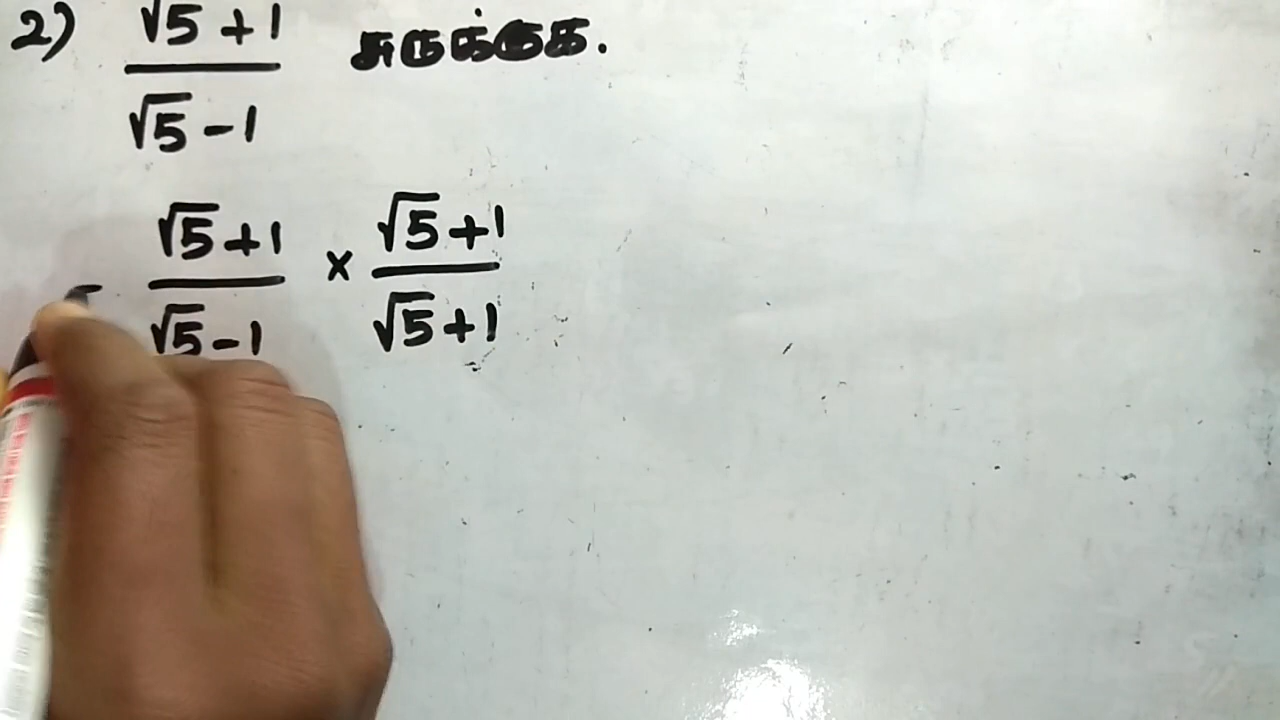 2) √5 + 1 / √5 - 1 சுருக்குக.
√5 + 1 / √5 - 1 × √5 + 1 / √5 + 1